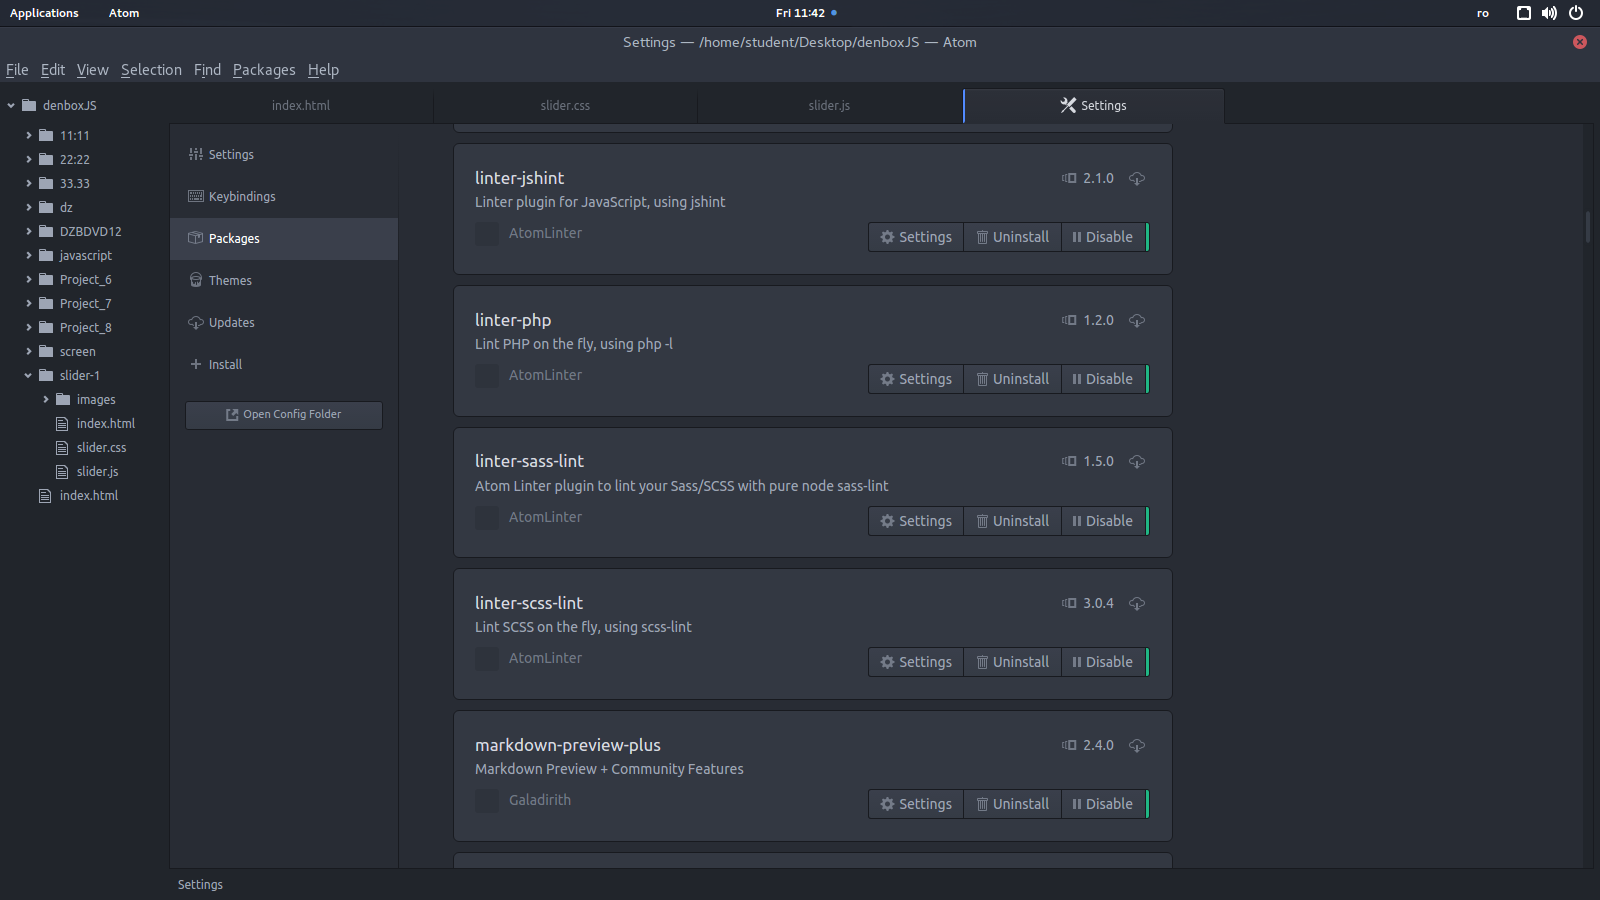 Applications Atom Fri 11:42 ro
Settings — /home/student/Desktop/denboxJS — Atom
File Edit View Selection Find Packages Help
denboxJS
11:11
22:22
33.33
dz
DZBDVD12
javascript
Project_6
Project_7
Project_8
screen
slider-1
images
index.html
slider.css
slider.js
index.html
index.html slider.css slider.js Settings
Settings
Keybindings
Packages
Themes
Updates
Install
Open Config Folder
linter-jshint 2.1.0
Linter plugin for JavaScript, using jshint
AtomLinter Settings Uninstall Disable
linter-php 1.2.0
Lint PHP on the fly, using php -l
AtomLinter Settings Uninstall Disable
linter-sass-lint 1.5.0
Atom Linter plugin to lint your Sass/SCSS with pure node sass-lint
AtomLinter Settings Uninstall Disable
linter-scss-lint 3.0.4
Lint SCSS on the fly, using scss-lint
AtomLinter Settings Uninstall Disable
markdown-preview-plus 2.4.0
Markdown Preview + Community Features
Galadirith Settings Uninstall Disable
Settings